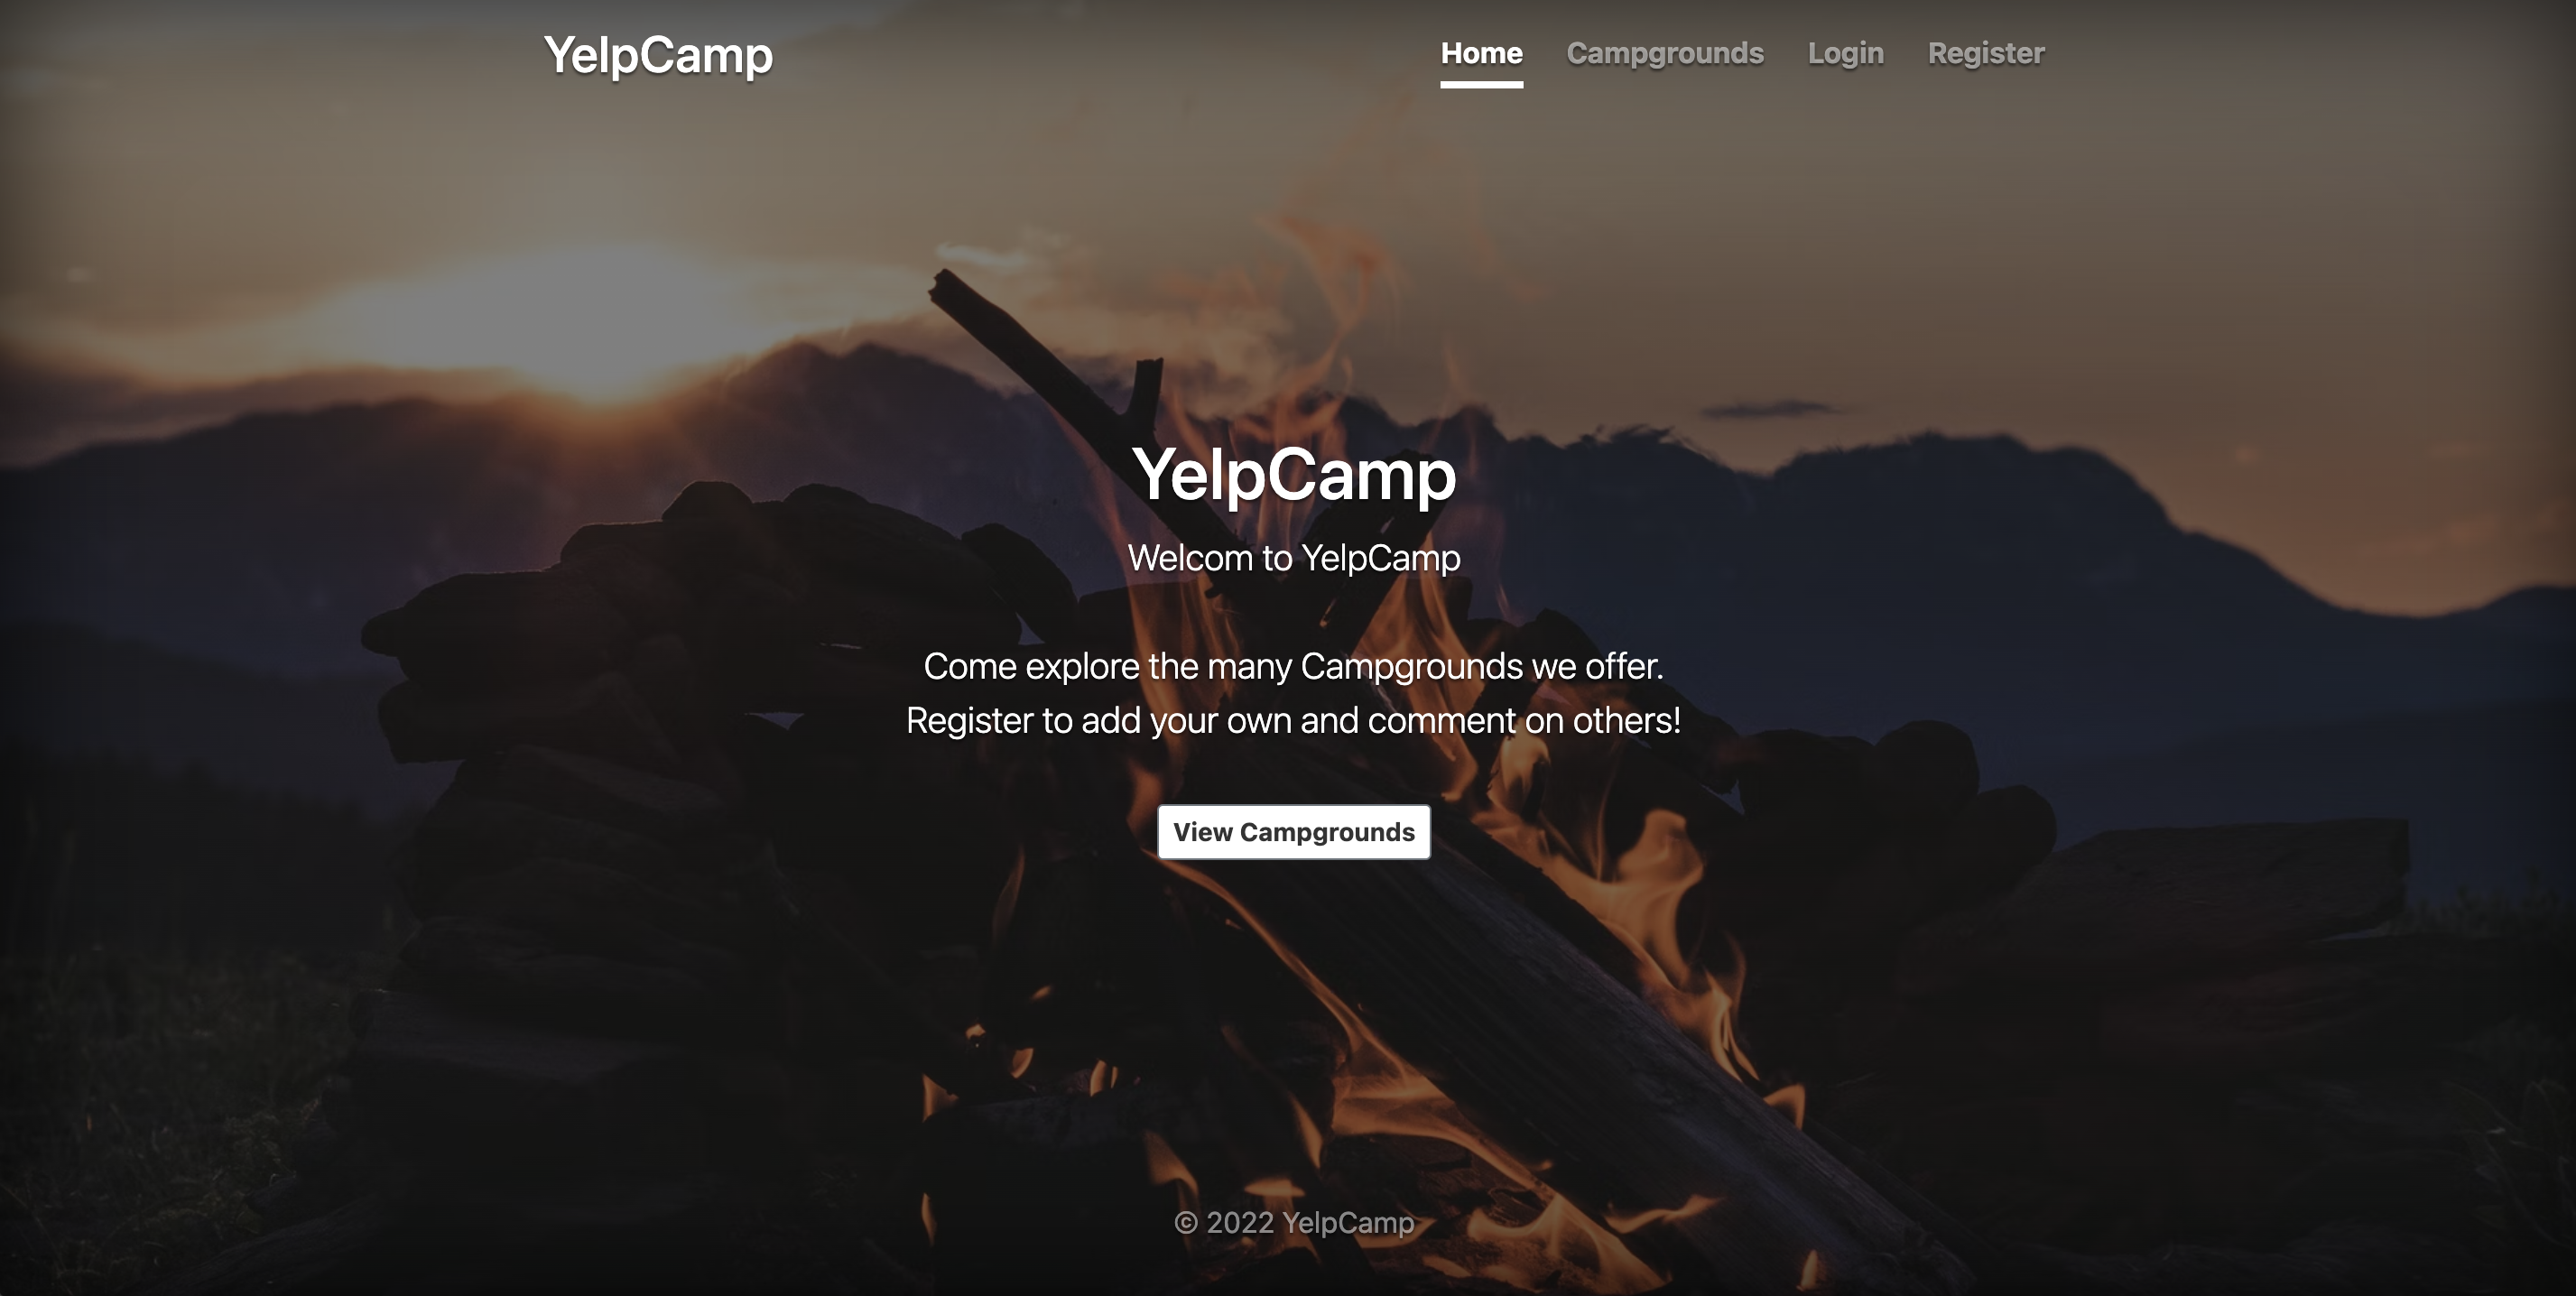 YelpCamp
Home Campgrounds Login Register
YelpCamp
Welcom to YelpCamp
Come explore the many Campgrounds we offer.
Register to add your own and comment on others!
View Campgrounds
© 2022 YelpCamp